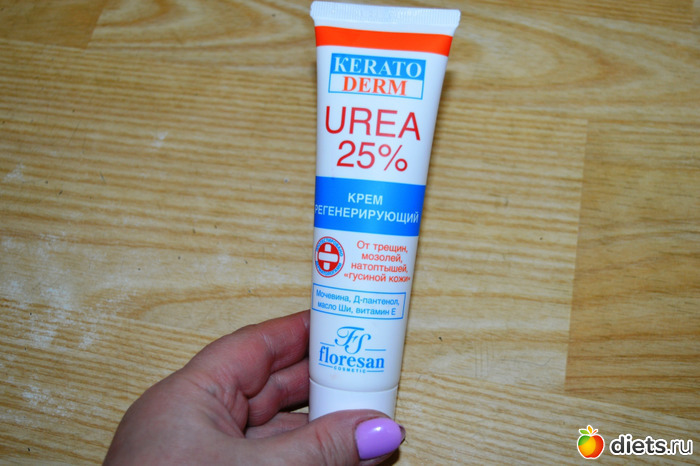 KERATO
DERM
UREA
25%
КРЕМ
РЕГЕНЕРИРУЮЩИЙ
От трещин,
мозолей,
натоптышей,
«гусиной кожи»
Мочевина, Д-пантенол,
масло Ши, витамин Е
FS
floresan
COSMETIC
diets.ru